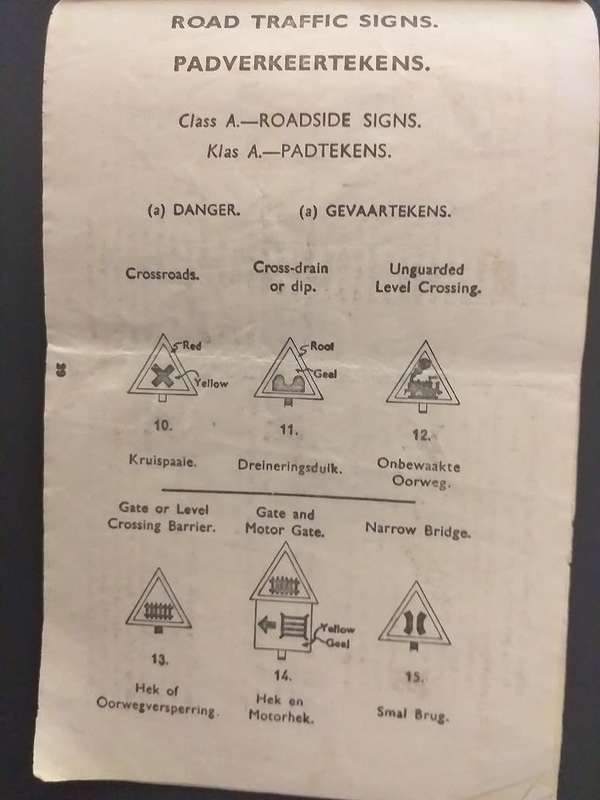 ROAD TRAFFIC SIGNS.
PADVERKEERTEKENS.
Class A.—ROADSIDE SIGNS.
Klas A.—PADTEKENS.
(a) DANGER. (a) GEVAARTEKENS.
Crossroads.
Cross-drain
or dip.
Unguarded
Level Crossing.
Red
Yellow
Rooi
Geal
10.
11.
12.
Kruispaaie.
Dreineringsduik.
Onbewaakte
Oorweg.
Gate or Level
Crossing Barrier.
Gate and
Motor Gate.
Narrow Bridge.
Yellow
Geal
13.
14.
15.
Hek of
Oorwegversperring.
Hek en
Motorhek.
Smal Brug.